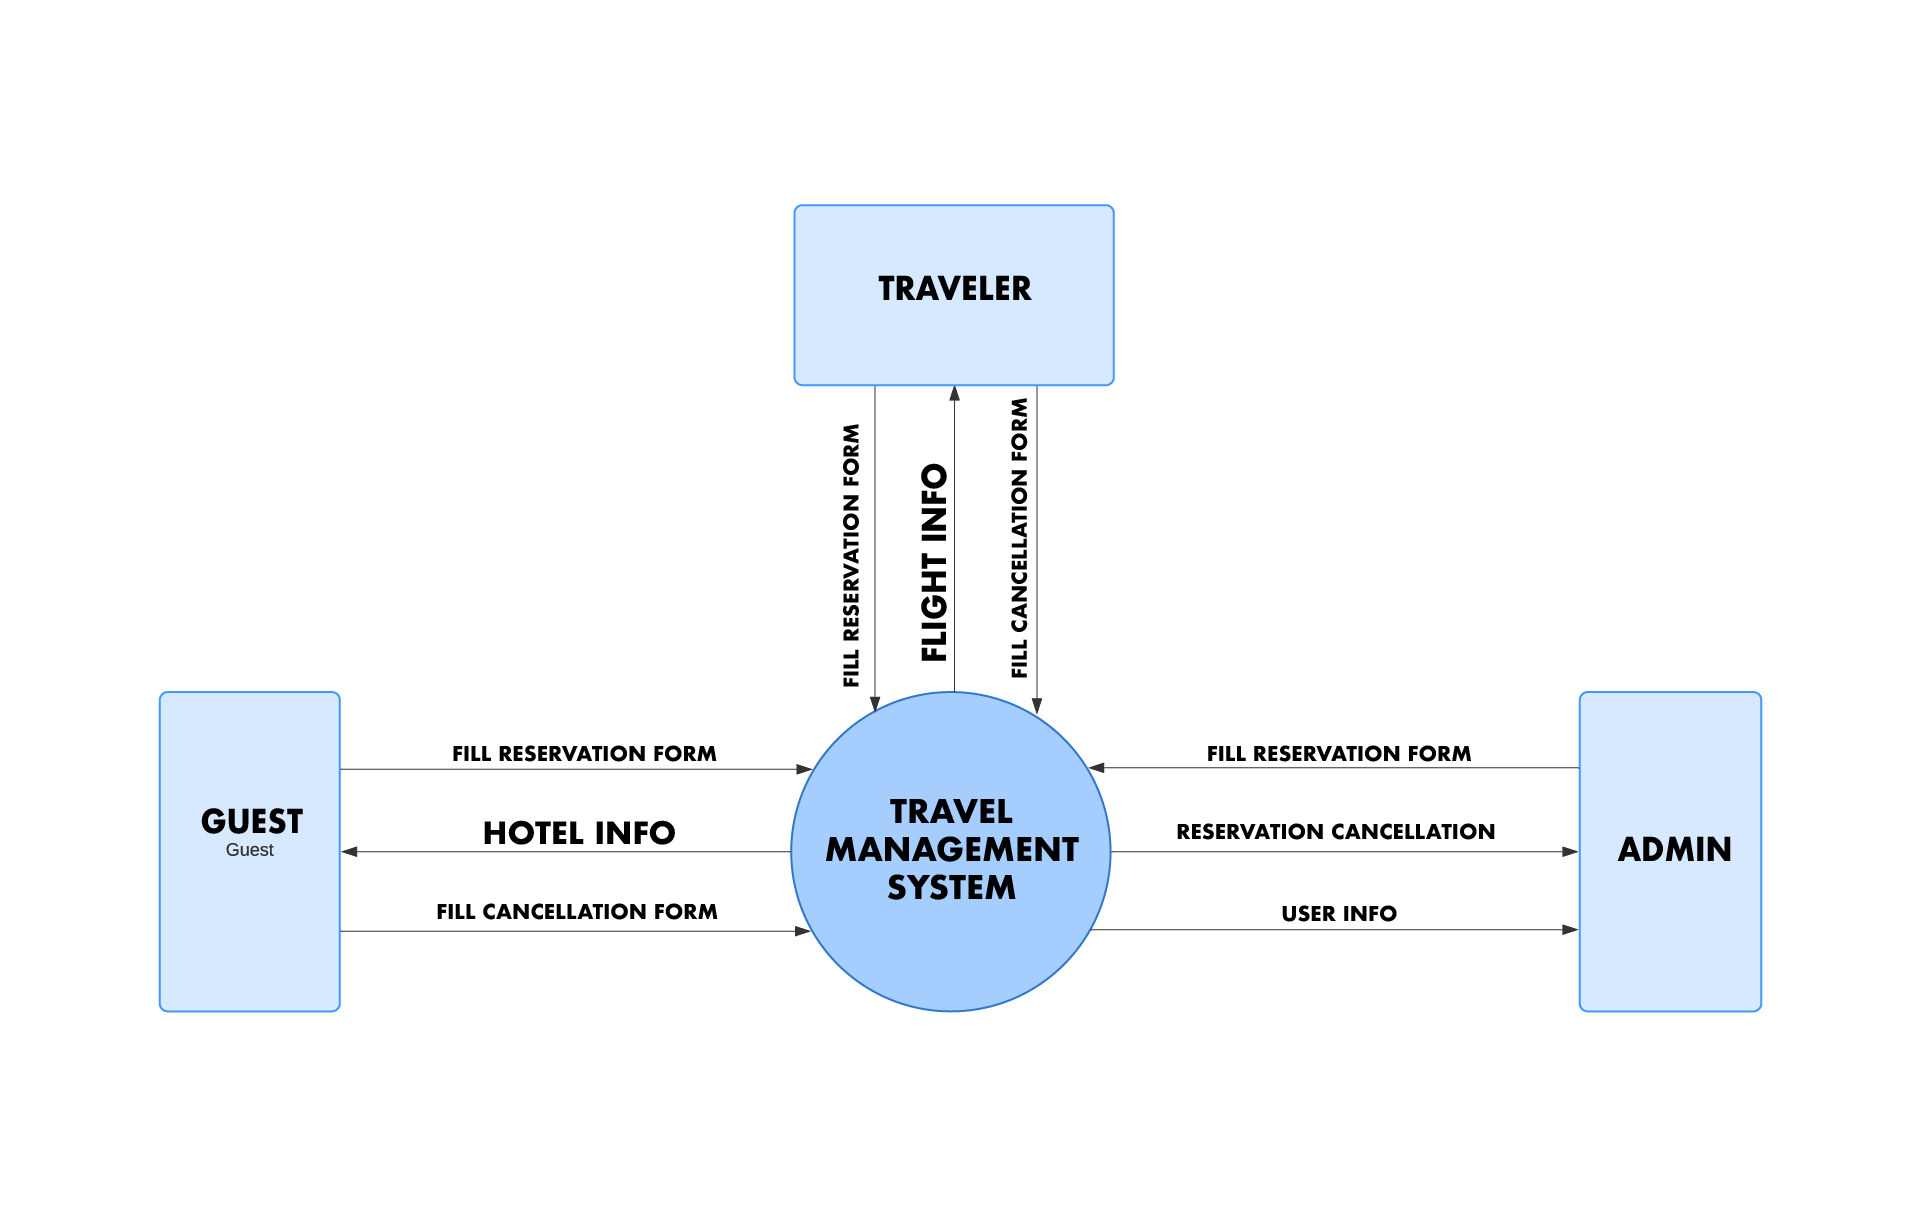 TRAVELER
FILL RESERVATION FORM
FLIGHT INFO
FILL CANCELLATION FORM
GUEST
Guest
FILL RESERVATION FORM
HOTEL INFO
FILL CANCELLATION FORM
TRAVEL
MANAGEMENT
SYSTEM
FILL RESERVATION FORM
RESERVATION CANCELLATION
USER INFO
ADMIN